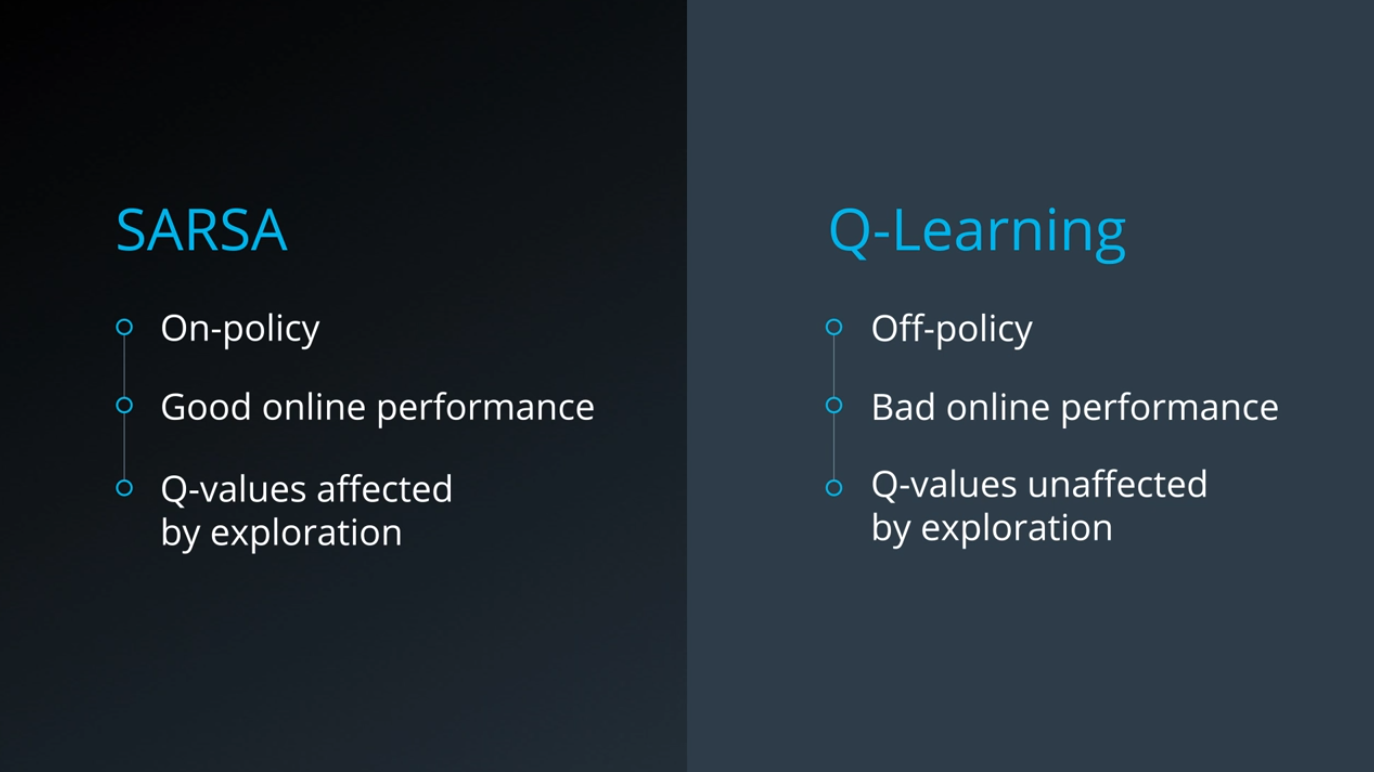 SARSA
On-policy
Good online performance
Q-values affected
by exploration
Q-Learning
Off-policy
Bad online performance
Q-values unaffected
by exploration